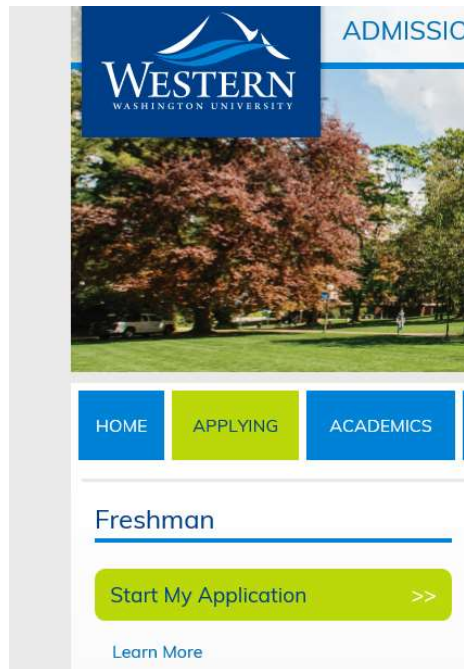 ADMISSIO
WESTERN
WASHINGTON UNIVERSITY
HOME APPLYING ACADEMICS
Freshman
Start My Application >>
Learn More